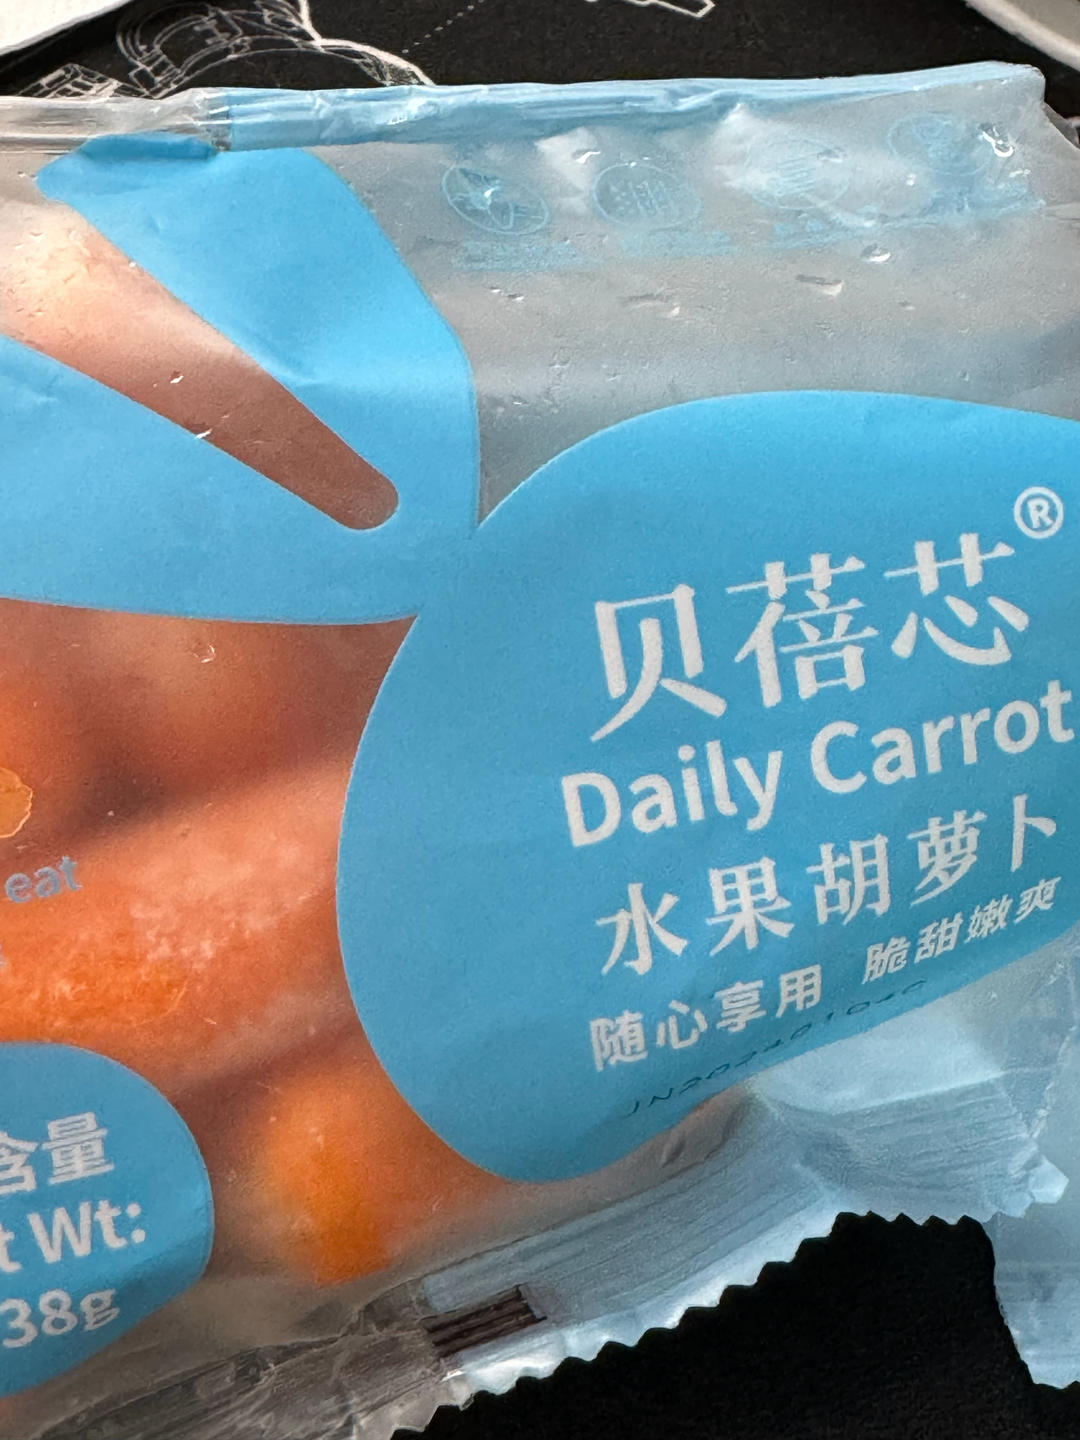 贝蓓芯®
Daily Carrot
水果胡萝卜
随心享用 脆甜嫩爽
eat
含量
t Wt:
38g